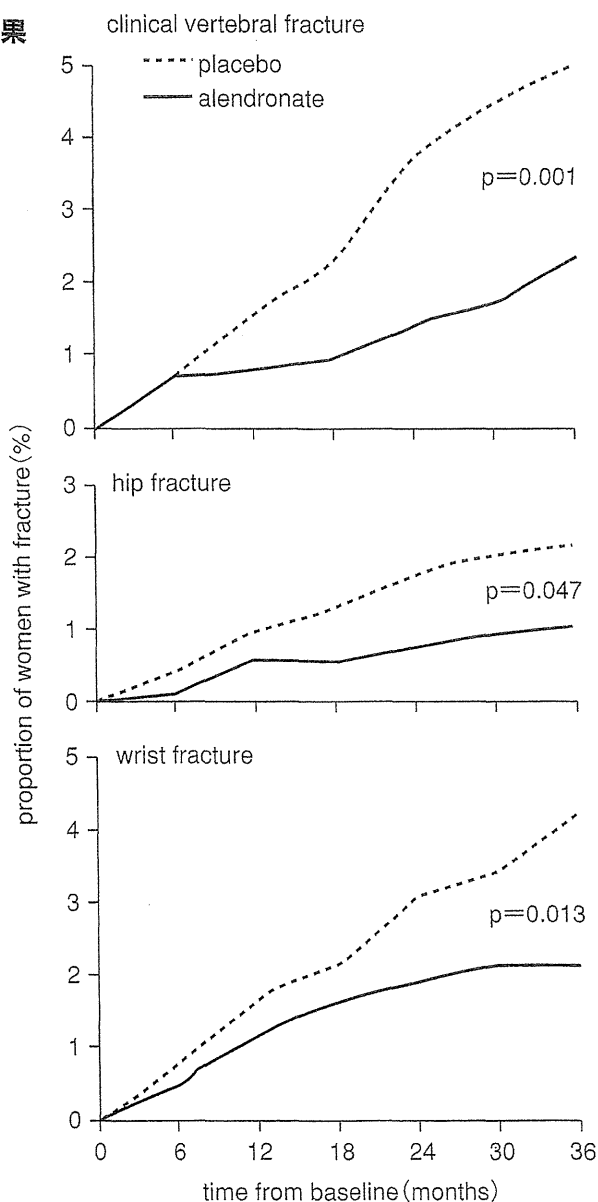 果
clinical vertebral fracture
placebo
alendronate
5
4
3
2
1
0
p=0.001
hip fracture
3
2
1
0
p=0.047
proportion of women with fracture(%)
wrist fracture
5
4
3
2
1
0
p=0.013
0 6 12 18 24 30 36
time from baseline(months)